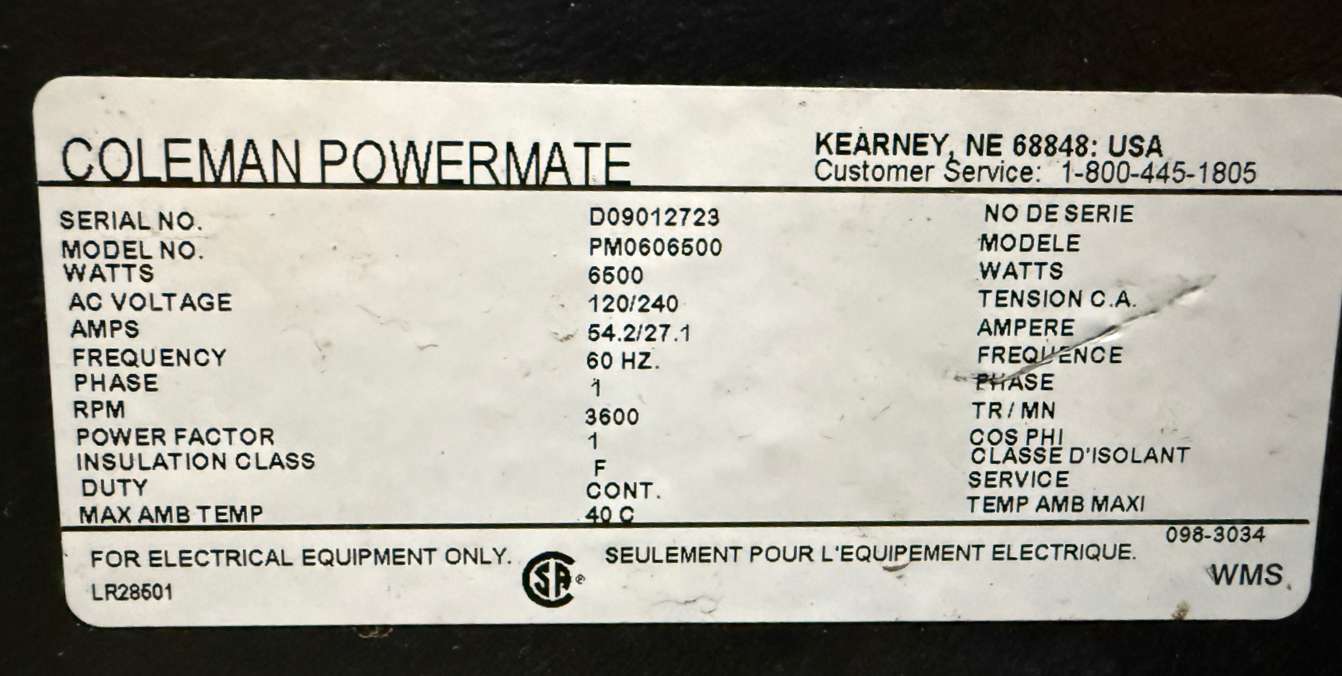 COLEMAN POWERMATE KEARNEY, NE 68848: USA
Customer Service: 1-800-445-1805
SERIAL NO. D09012723 NO DE SERIE
MODEL NO. PM0606500 MODELE
WATTS 6500 WATTS
AC VOLTAGE 120/240 TENSION C.A.
AMPS 54.2/27.1 AMPERE
FREQUENCY 60 HZ. FREQUENCE
PHASE 1 PHASE
RPM 3600 TR/MN
POWER FACTOR 1 COS PHI
INSULATION CLASS F CLASSE D'ISOLANT
DUTY CONT. SERVICE
MAX AMB TEMP 40 C TEMP AMB MAXI
098-3034
FOR ELECTRICAL EQUIPMENT ONLY. SA® SEULEMENT POUR L'EQUIPEMENT ELECTRIQUE.
LR28501 WMS